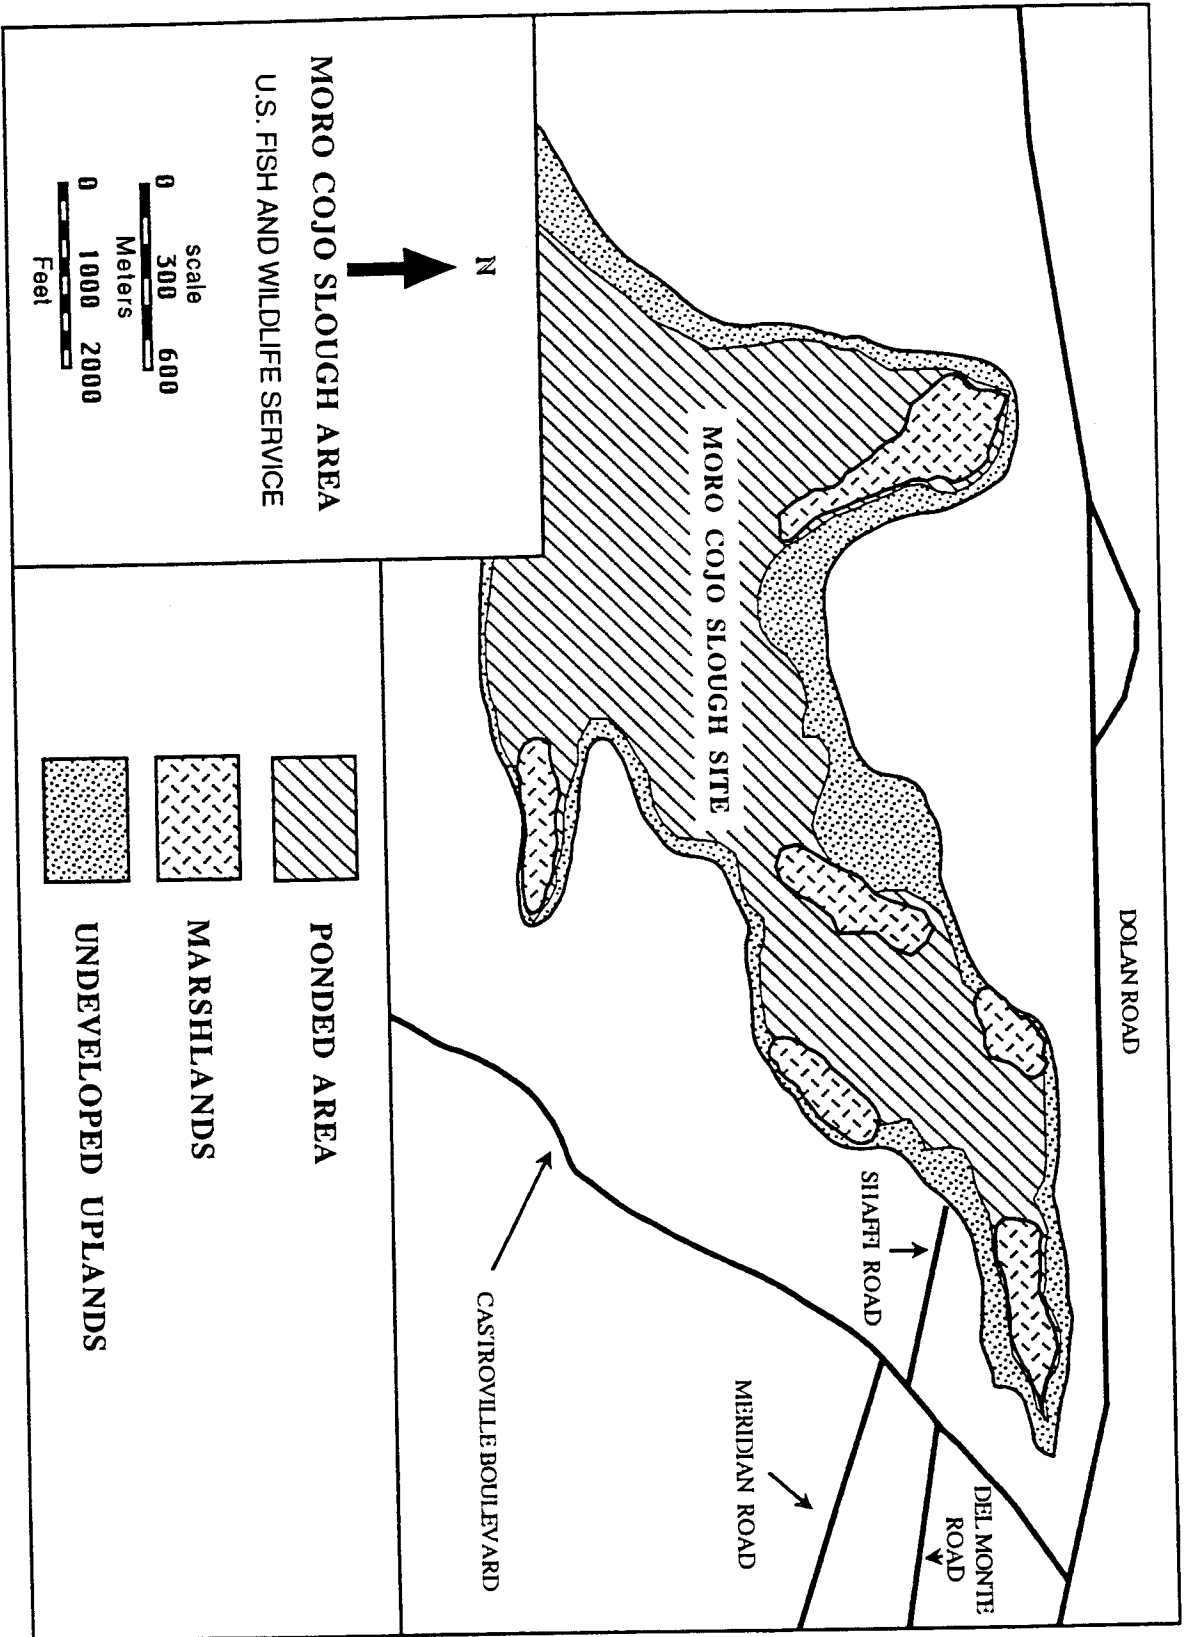 DOLAN ROAD
MORO COJO SLOUGH SITE
SHAFFI ROAD
DEL MONTE
ROAD
MERIDIAN ROAD
CASTROVILLE BOULEVARD
N
MORO COJO SLOUGH AREA
U.S. FISH AND WILDLIFE SERVICE
scale
0 300 600
Meters
0 1000 2000
Feet
PONDED AREA
MARSHLANDS
UNDEVELOPED UPLANDS